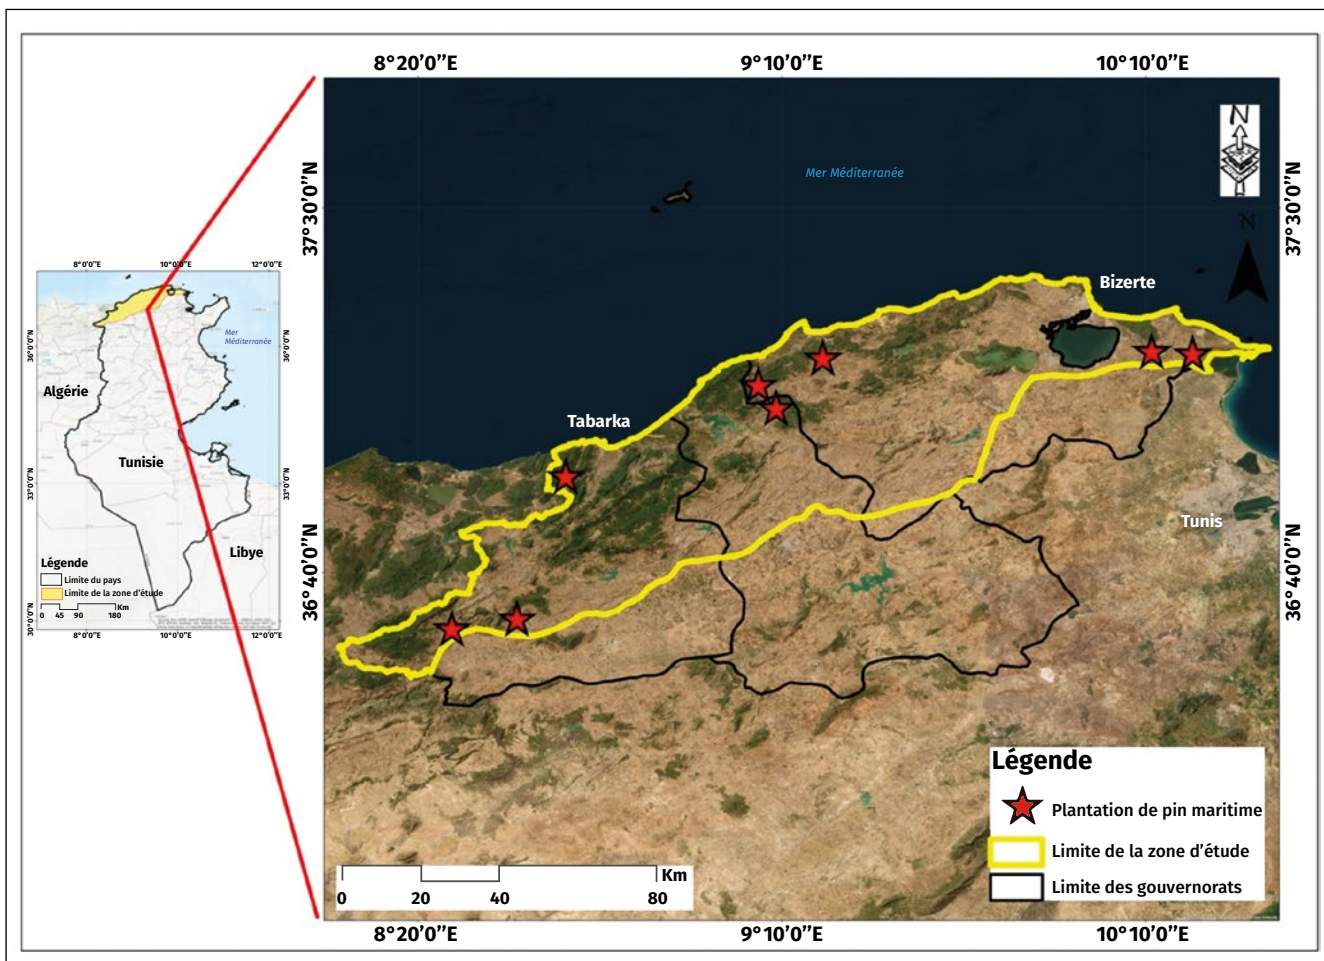 8°20'0"E
9°10'0"E
10°10'0"E
N
37°30'0"N
37°30'0"N
Mer Méditerranée
N
Bizerte
8°0'0"E
10°0'0"E
12°0'0"E
36°0'0"N
36°0'0"N
Mer
Méditerranée
Algérie
Tabarka
Tunisie
33°0'0"N
33°0'0"N
Tunis
Libye
36°40'0"N
36°40'0"N
Légende
Limite du pays
Limite de la zone d'étude
Km
0 45 90 180
30°0'0"N
8°0'0"E
10°0'0"E
12°0'0"E
Légende
Plantation de pin maritime
Limite de la zone d'étude
Limite des gouvernorats
Km
0 20 40 80
8°20'0"E
9°10'0"E
10°10'0"E